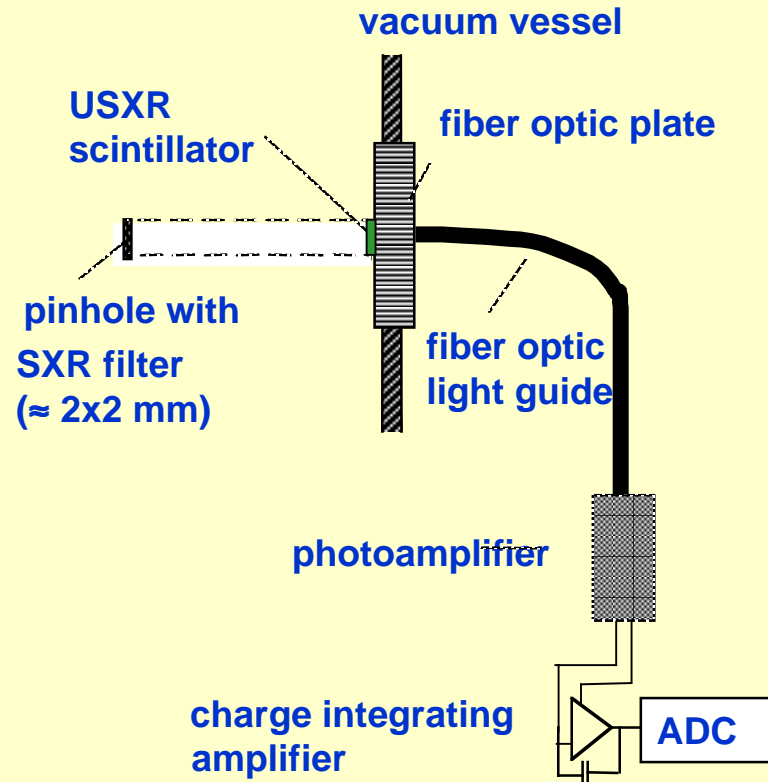 vacuum vessel
USXR
scintillator
fiber optic plate
pinhole with
SXR filter
(≈ 2x2 mm)
fiber optic
light guide
photoamplifier
charge integrating
amplifier
ADC